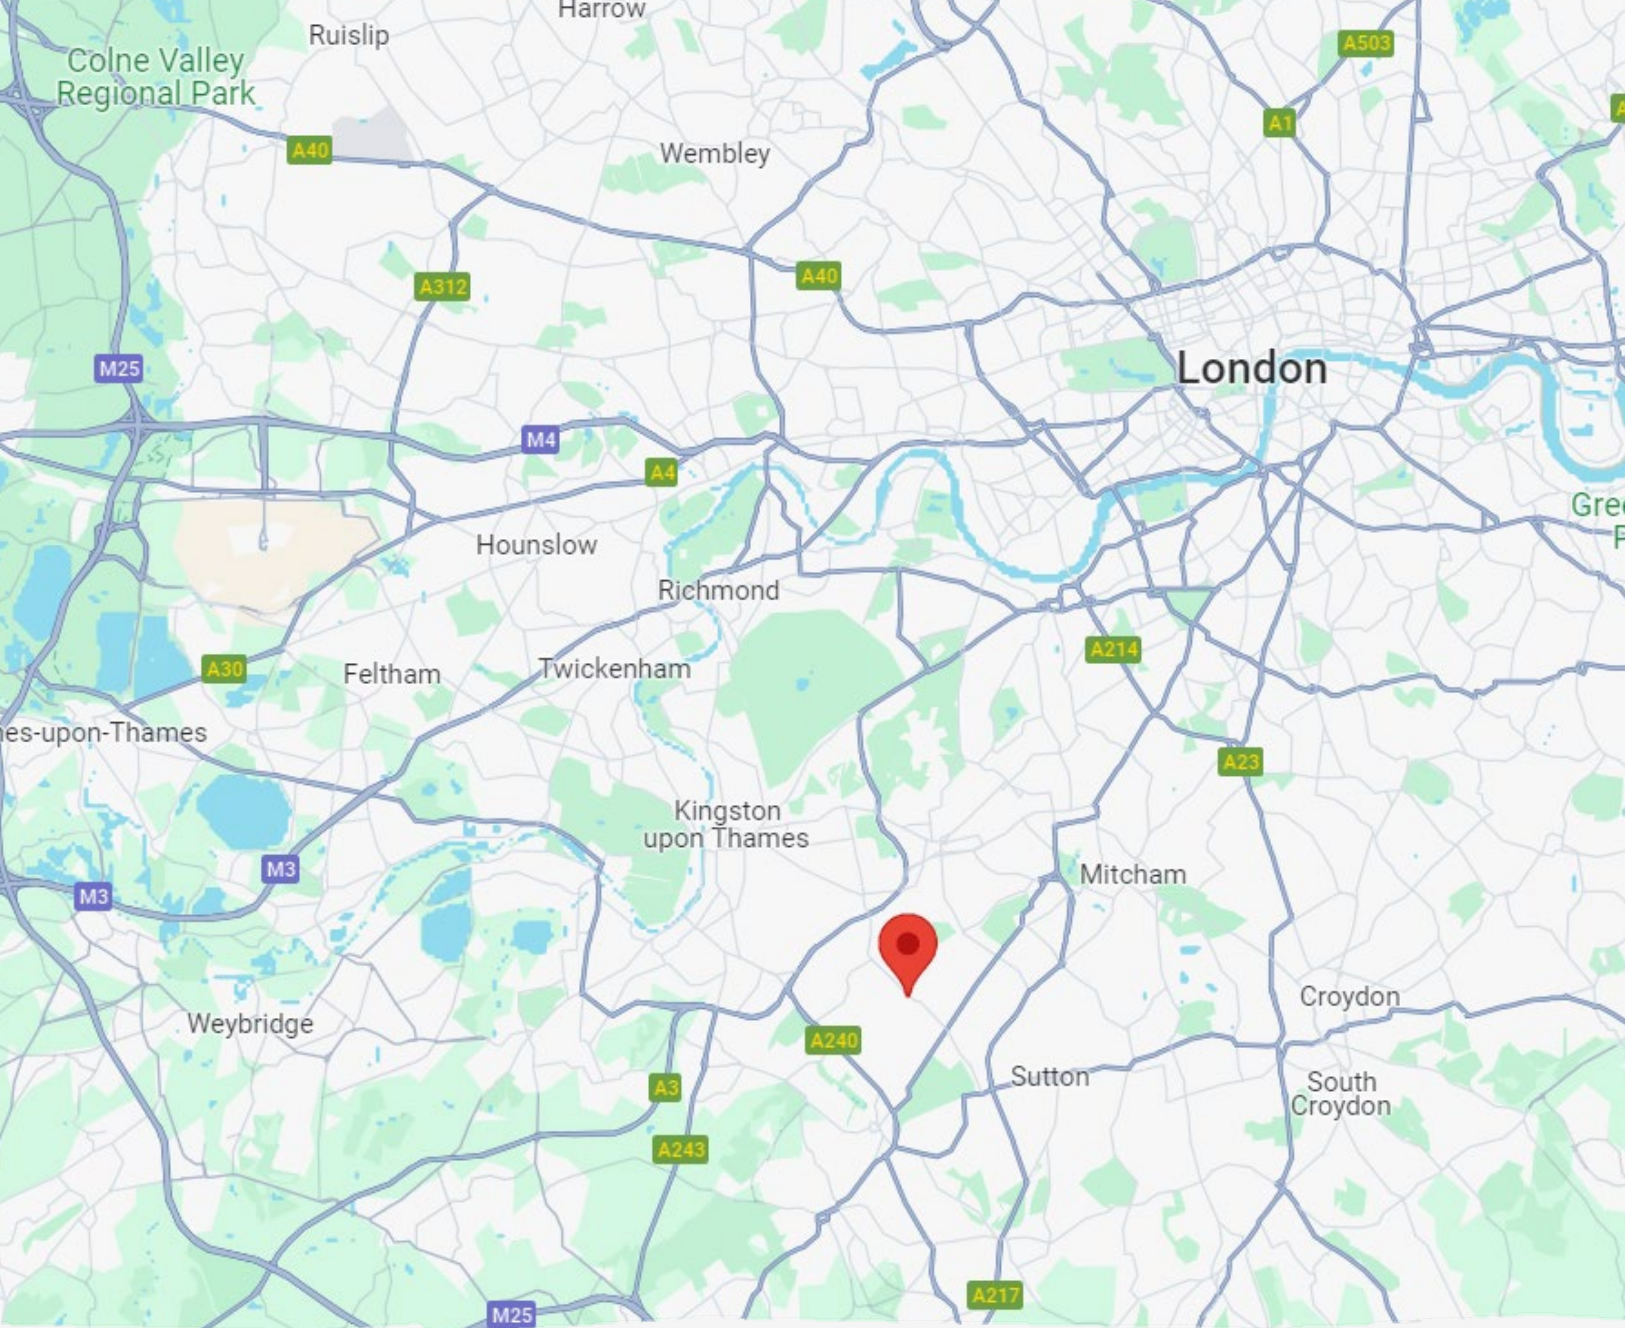 Harrow
Ruislip
A503
Colne Valley
Regional Park
A
A1
A40
Wembley
A40
A312
M25
London
M4
A4
Gree
P
Hounslow
Richmond
A214
A30
Feltham
Twickenham
nes-upon-Thames
A23
Kingston
upon Thames
M3
Mitcham
M3
Croydon
Weybridge
A240
Sutton
A3
South
Croydon
A243
A217
M25